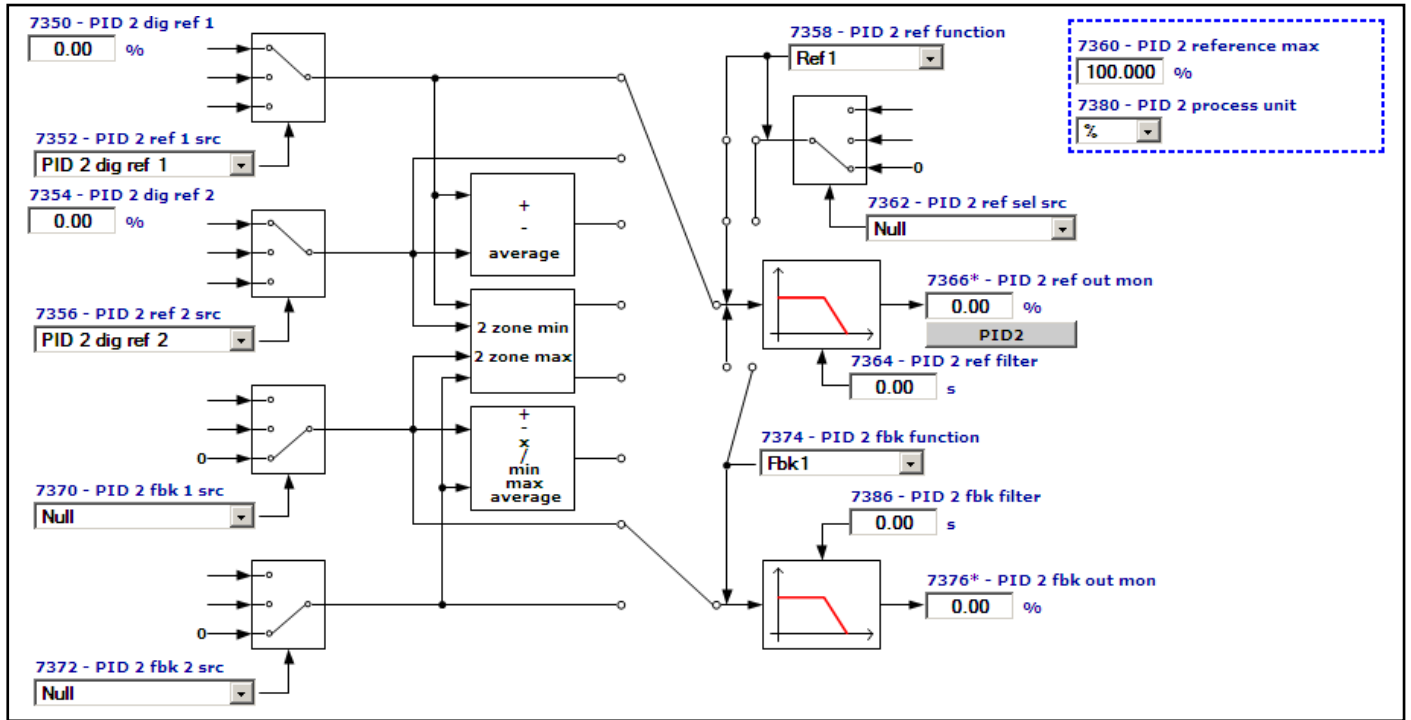 7350 - PID 2 dig ref 1
0.00 %
7352 - PID 2 ref 1 src
PID 2 dig ref 1
7354 - PID 2 dig ref 2
0.00 %
7356 - PID 2 ref 2 src
PID 2 dig ref 2
0
7370 - PID 2 fbk 1 src
Null
0
7372 - PID 2 fbk 2 src
Null
+
-
average
2 zone min
2 zone max
+
-
x
/
min
max
average
7358 - PID 2 ref function
Ref 1
0
7362 - PID 2 ref sel src
Null
7366* - PID 2 ref out mon
0.00 %
PID2
7364 - PID 2 ref filter
0.00 s
7374 - PID 2 fbk function
Fbk1
7386 - PID 2 fbk filter
0.00 s
7376* - PID 2 fbk out mon
0.00 %
7360 - PID 2 reference max
100.000 %
7380 - PID 2 process unit
%